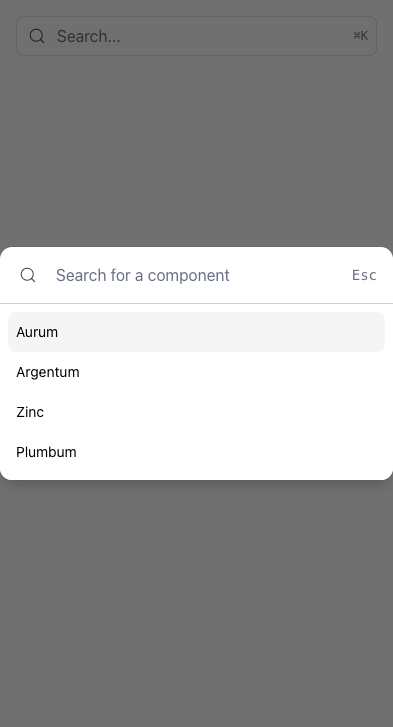 Search...
⌘K
Search for a component
Esc
Aurum
Argentum
Zinc
Plumbum